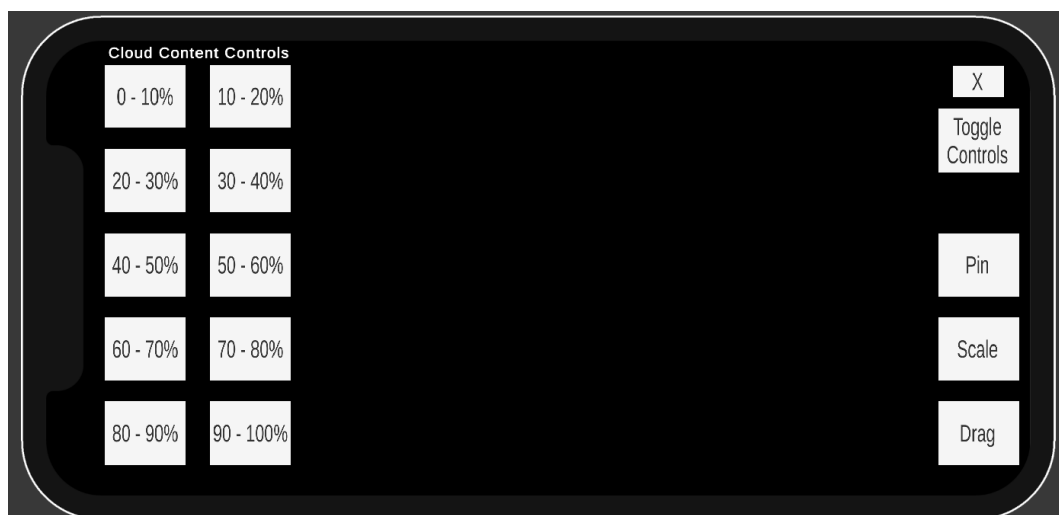 Cloud Content Controls
0 - 10%
10 - 20%
20 - 30%
30 - 40%
40 - 50%
50 - 60%
60 - 70%
70 - 80%
80 - 90%
90 - 100%
X
Toggle
Controls
Pin
Scale
Drag